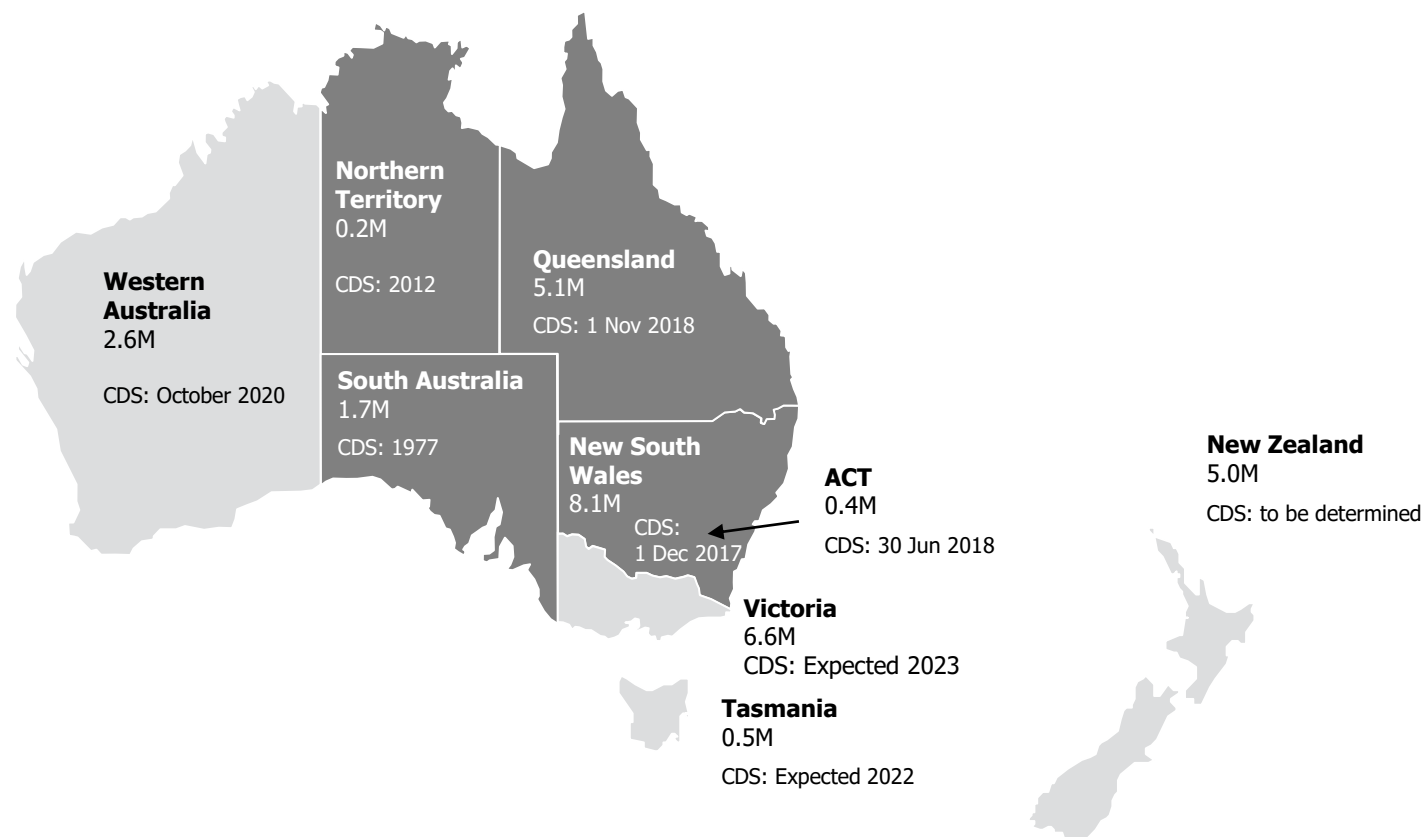 Northern
Territory
0.2M
CDS: 2012
Queensland
5.1M
CDS: 1 Nov 2018
Western
Australia
2.6M
CDS: October 2020
South Australia
1.7M
CDS: 1977
New South
Wales
8.1M
CDS:
1 Dec 2017
ACT
0.4M
CDS: 30 Jun 2018
New Zealand
5.0M
CDS: to be determined
Victoria
6.6M
CDS: Expected 2023
Tasmania
0.5M
CDS: Expected 2022